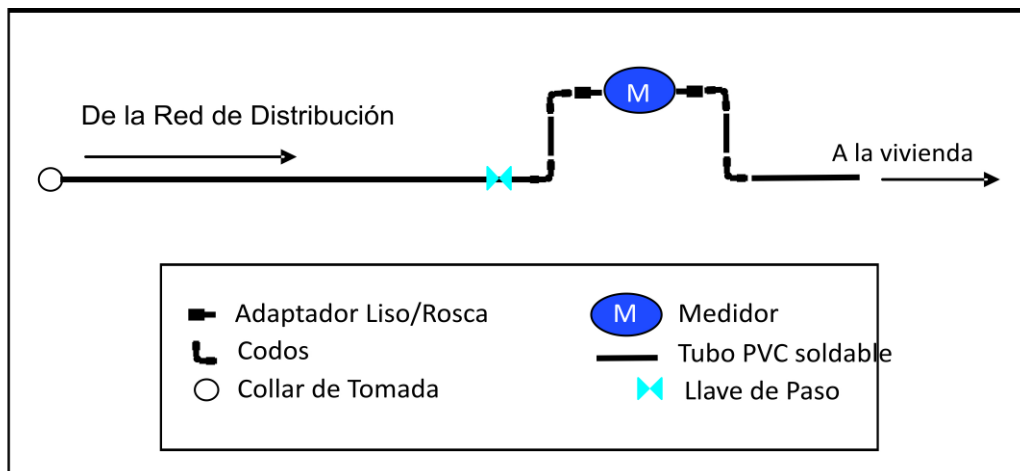 De la Red de Distribución
M
A la vivienda
Adaptador Liso/Rosca
Codos
Collar de Tomada
M
Medidor
Tubo PVC soldable
Llave de Paso